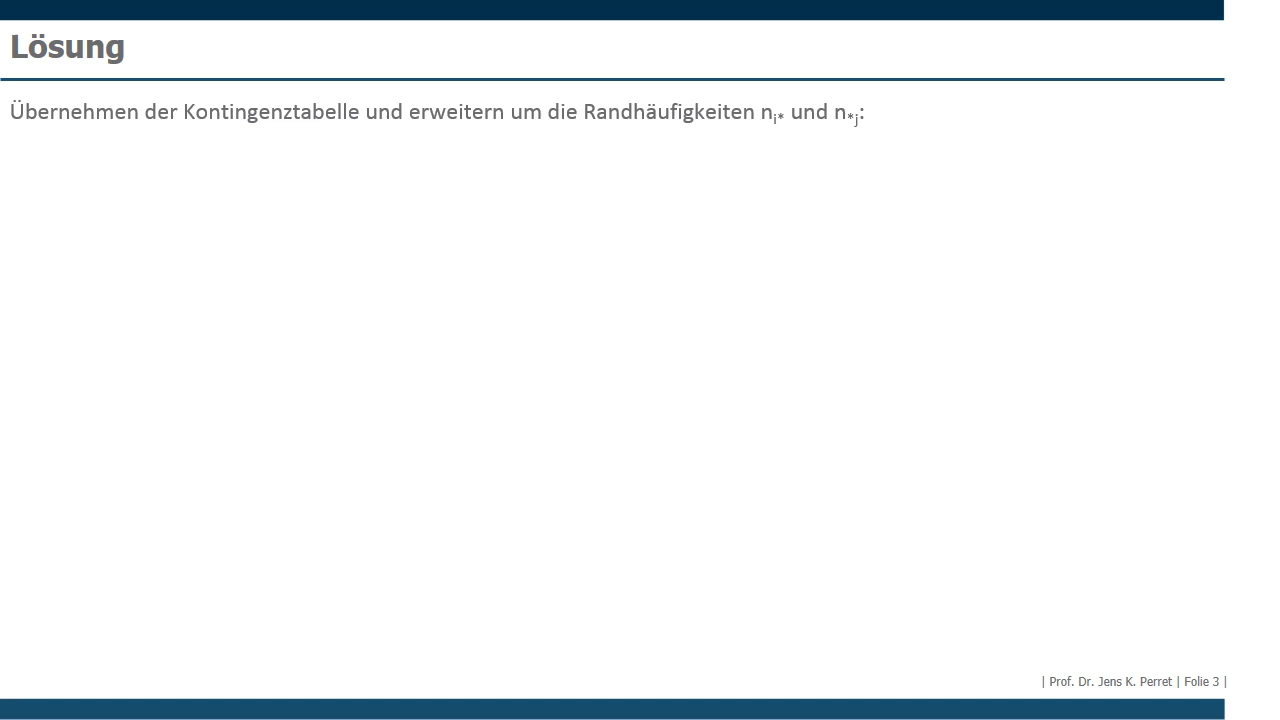 Lösung
Übernehmen der Kontingenztabelle und erweitern um die Randhäufigkeiten nᵢ* und n*ⱼ:
| Prof. Dr. Jens K. Perret | Folie 3 |